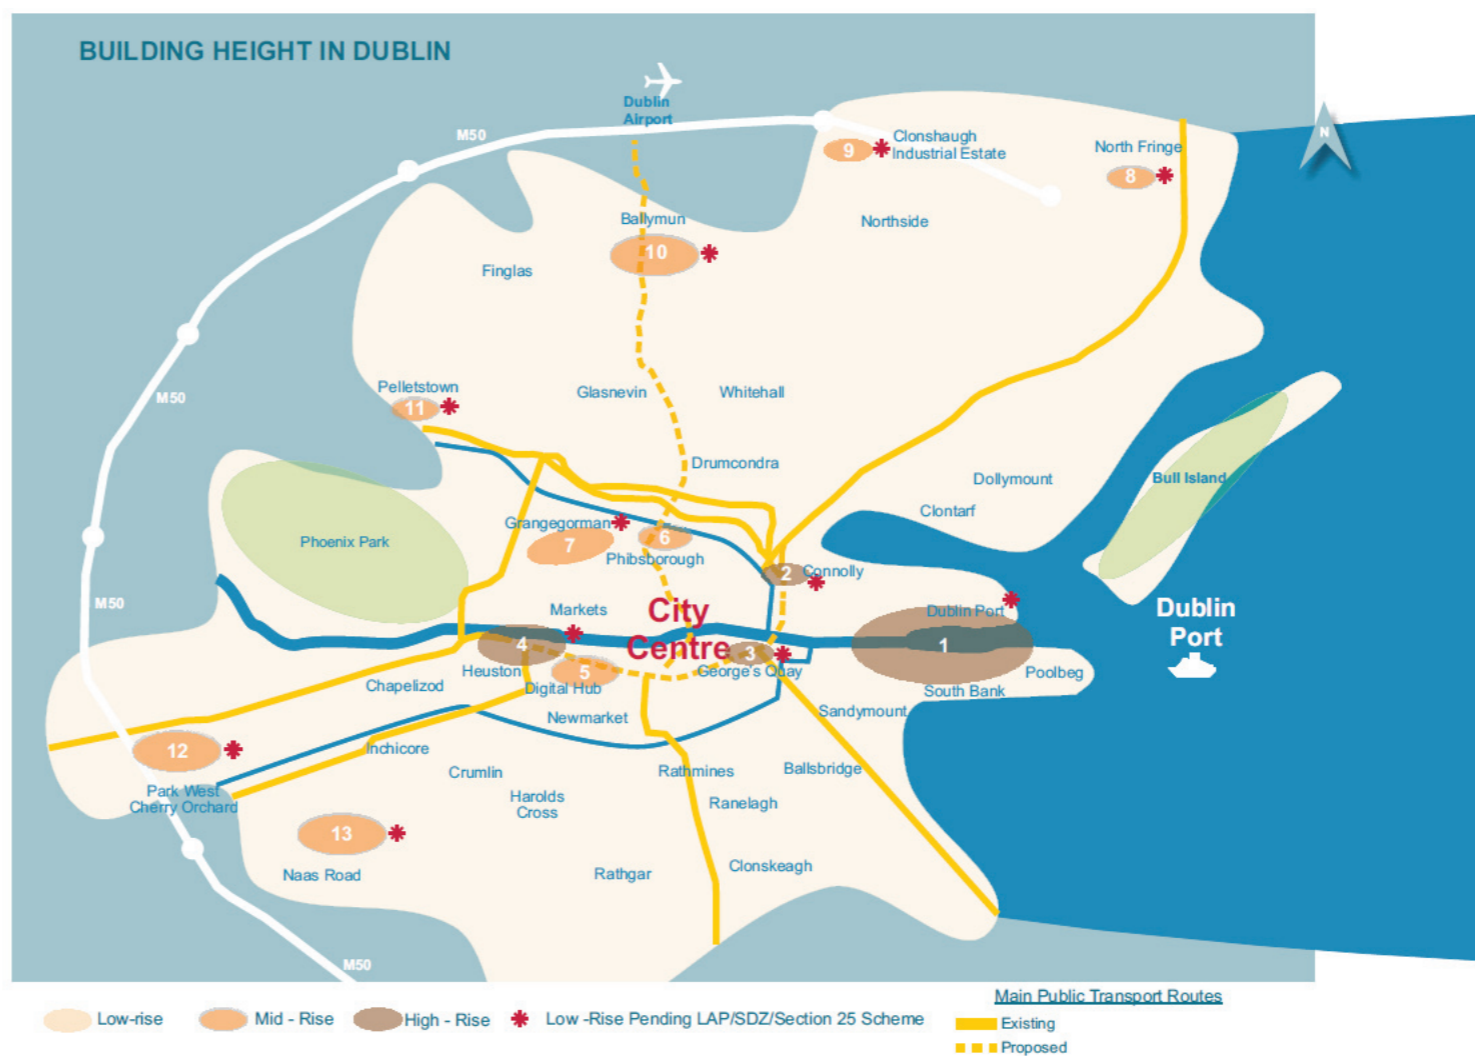 BUILDING HEIGHT IN DUBLIN
Dublin
Airport
M50
Clonshaugh
Industrial Estate
9
North Fringe
8
N
Ballymun
10
Northside
Finglas
Pelletstown
11
M50
Glasnevin
Whitehall
Drumcondra
Dollymount
Bull Island
Clontarf
Grangegorman
7
6
Phibsborough
Phoenix Park
2
Connolly
M50
Markets
City
Centre
Dublin Port
Dublin
Port
4
3
1
Heuston
5
George's Quay
Poolbeg
Chapelizod
Digital Hub
South Bank
Newmarket
Sandymount
12
Inchicore
Crumlin
Rathmines
Ballsbridge
Park West
Cherry Orchard
Harolds
Cross
Ranelagh
13
Naas Road
Rathgar
Clonskeagh
M50
Low-rise
Mid - Rise
High - Rise
Low -Rise Pending LAP/SDZ/Section 25 Scheme
Main Public Transport Routes
Existing
Proposed